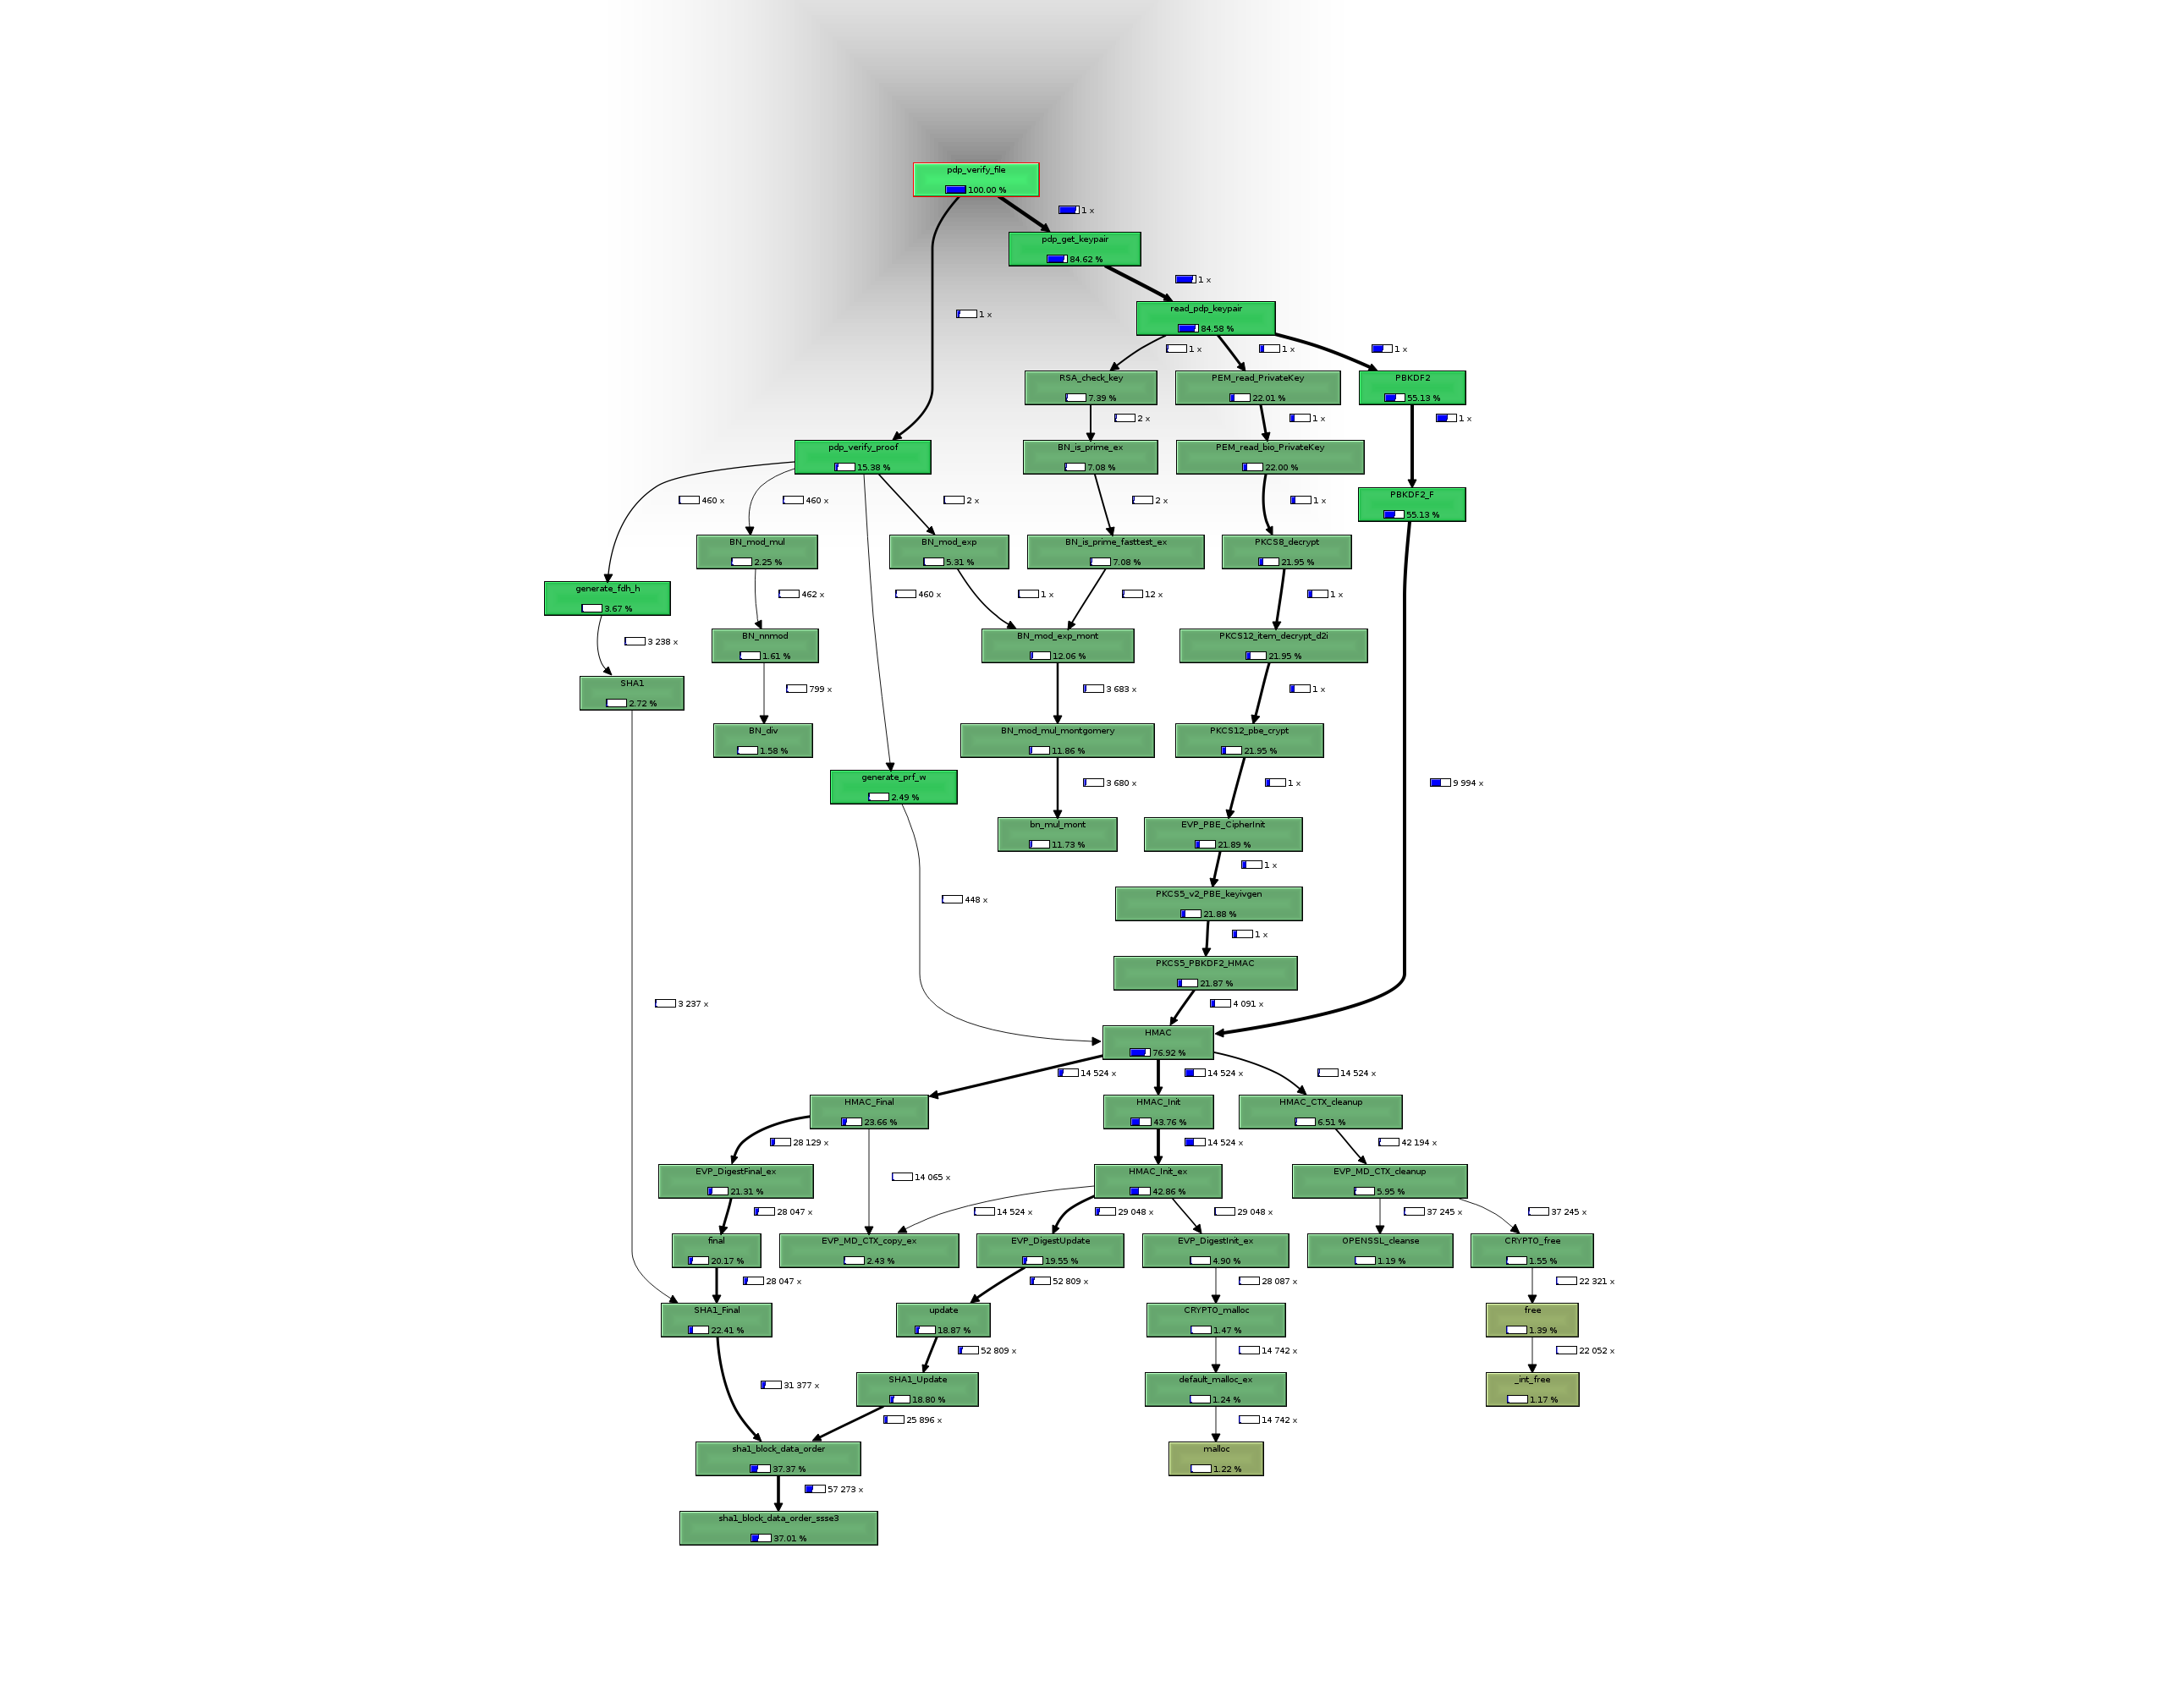 pdp_verify_file
100.00 %
1 x
pdp_get_keypair
84.62 %
1 x
read_pdp_keypair
84.58 %
1 x
1 x
1 x
1 x
RSA_check_key
7.39 %
PEM_read_PrivateKey
22.01 %
PBKDF2
55.13 %
2 x
1 x
1 x
pdp_verify_proof
15.38 %
BN_is_prime_ex
7.08 %
PEM_read_bio_PrivateKey
22.00 %
PBKDF2_F
55.13 %
460 x
460 x
2 x
2 x
1 x
BN_mod_mul
2.25 %
BN_mod_exp
5.31 %
BN_is_prime_fasttest_ex
7.08 %
PKCS8_decrypt
21.95 %
generate_fdh_h
3.67 %
462 x
460 x
1 x
12 x
1 x
3 238 x
BN_nnmod
1.61 %
BN_mod_exp_mont
12.06 %
PKCS12_item_decrypt_d2i
21.95 %
SHA1
2.72 %
799 x
3 683 x
1 x
BN_div
1.58 %
BN_mod_mul_montgomery
11.86 %
PKCS12_pbe_crypt
21.95 %
generate_prf_w
2.49 %
3 680 x
1 x
9 994 x
bn_mul_mont
11.73 %
EVP_PBE_CipherInit
21.89 %
1 x
448 x
PKCS5_v2_PBE_keyivgen
21.88 %
1 x
PKCS5_PBKDF2_HMAC
21.87 %
3 237 x
4 091 x
HMAC
76.92 %
14 524 x
14 524 x
14 524 x
HMAC_Final
23.66 %
HMAC_Init
43.76 %
HMAC_CTX_cleanup
6.51 %
28 129 x
14 524 x
42 194 x
EVP_DigestFinal_ex
21.31 %
14 065 x
HMAC_Init_ex
42.86 %
EVP_MD_CTX_cleanup
5.95 %
28 047 x
14 524 x
29 048 x
29 048 x
37 245 x
37 245 x
final
20.17 %
EVP_MD_CTX_copy_ex
2.43 %
EVP_DigestUpdate
19.55 %
EVP_DigestInit_ex
4.90 %
OPENSSL_cleanse
1.19 %
CRYPTO_free
1.55 %
28 047 x
52 809 x
28 087 x
22 321 x
SHA1_Final
22.41 %
update
18.87 %
CRYPTO_malloc
1.47 %
free
1.39 %
52 809 x
14 742 x
22 052 x
31 377 x
SHA1_Update
18.80 %
default_malloc_ex
1.24 %
_int_free
1.17 %
25 896 x
14 742 x
sha1_block_data_order
37.37 %
malloc
1.22 %
57 273 x
sha1_block_data_order_ssse3
37.01 %